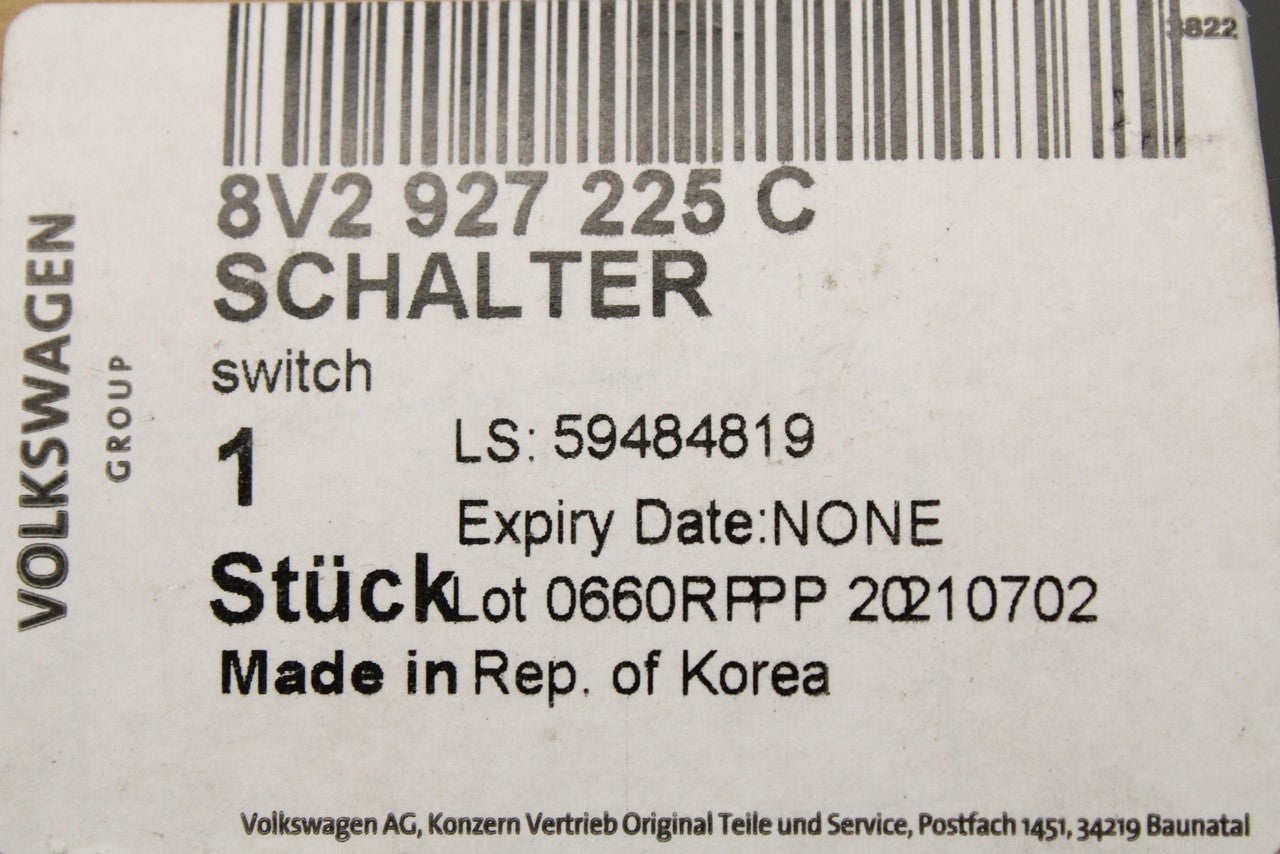 3822
8V2 927 225 C
SCHALTER
switch
1
LS: 59484819
Expiry Date:NONE
Stück Lot 0660RPPP 20210702
Made in Rep. of Korea
VOLKSWAGEN
GROUP
Volkswagen AG, Konzern Vertrieb Original Teile und Service, Postfach 1451, 34219 Baunatal